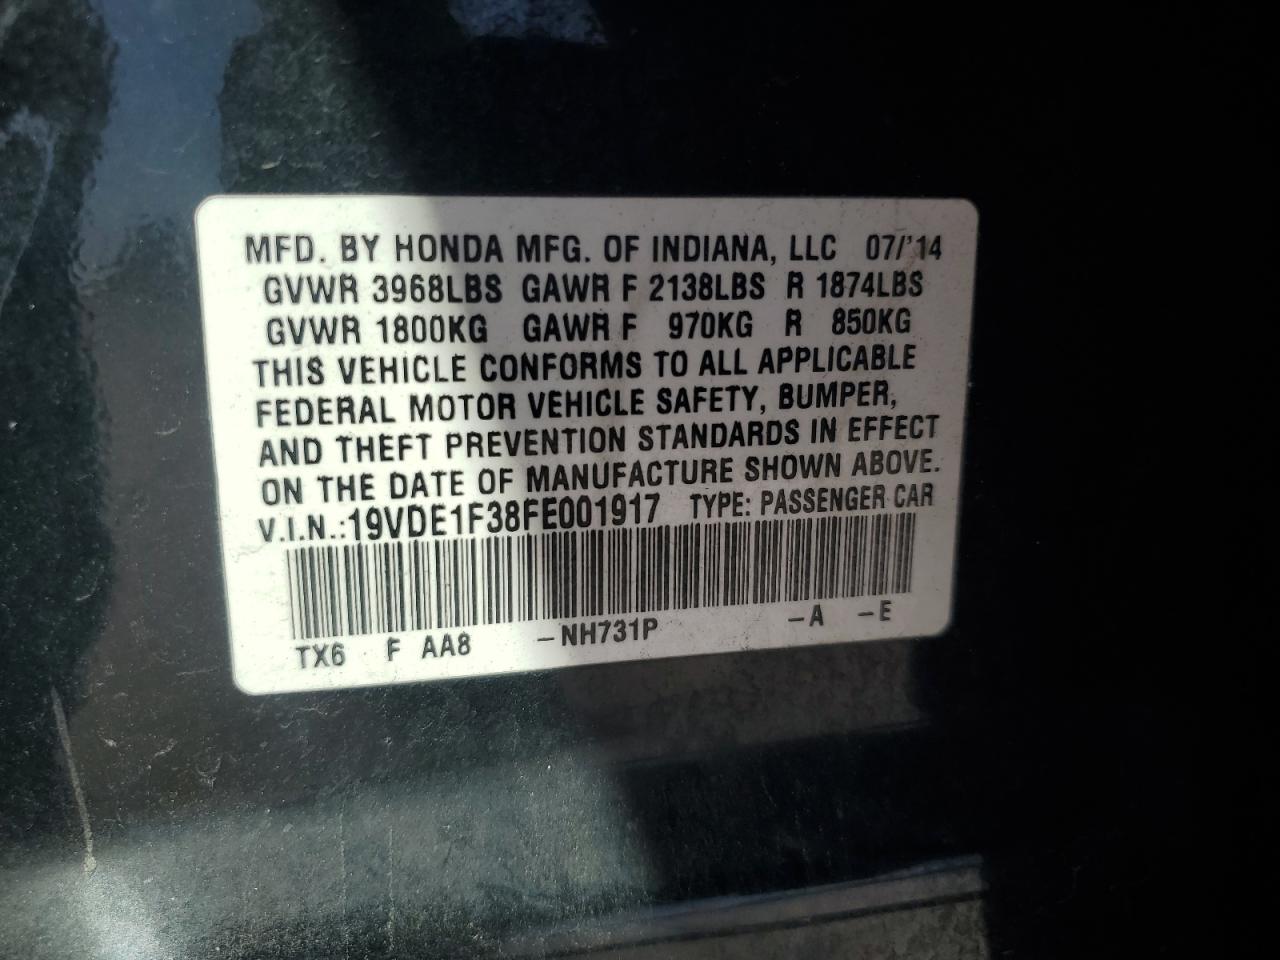 MFD. BY HONDA MFG. OF INDIANA, LLC 07/'14
GVWR 3968LBS GAWR F 2138LBS R 1874LBS
GVWR 1800KG GAWR F 970KG R 850KG
THIS VEHICLE CONFORMS TO ALL APPLICABLE
FEDERAL MOTOR VEHICLE SAFETY, BUMPER,
AND THEFT PREVENTION STANDARDS IN EFFECT
ON THE DATE OF MANUFACTURE SHOWN ABOVE.
V.I.N.:19VDE1F38FE001917 TYPE: PASSENGER CAR
TX6 F AA8 -NH731P -A -E